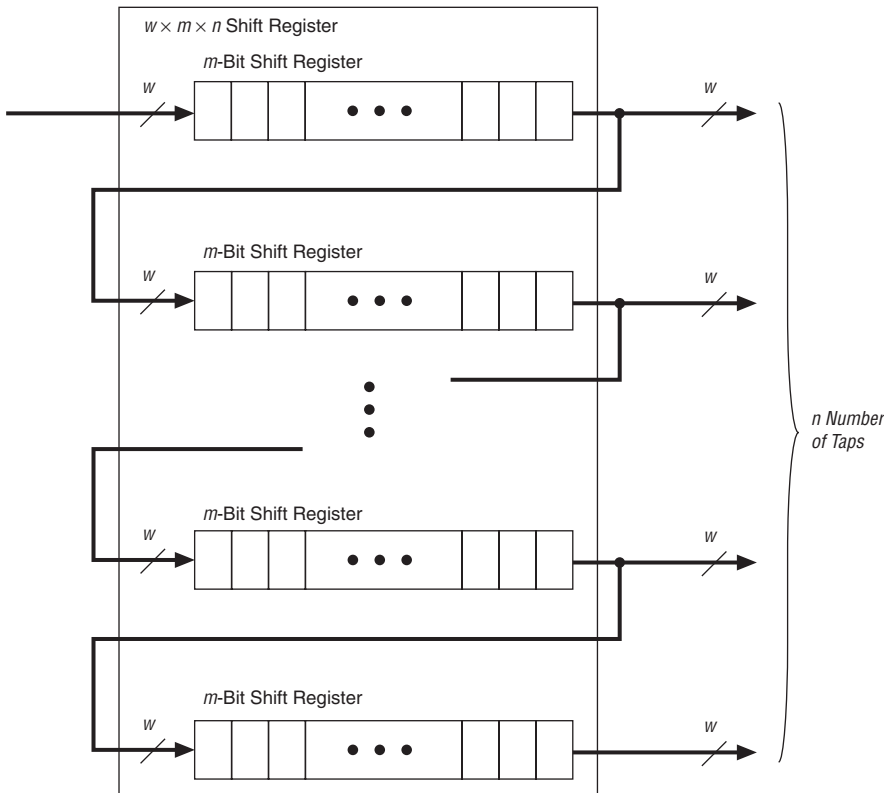 w × m × n Shift Register
m-Bit Shift Register
w
w
m-Bit Shift Register
w
w
n Number
of Taps
m-Bit Shift Register
w
w
m-Bit Shift Register
w
w